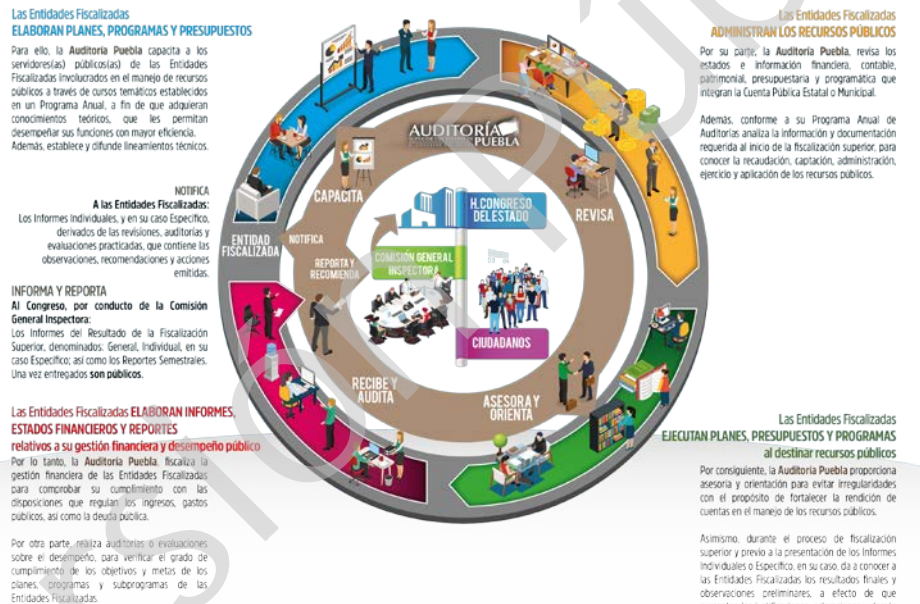 Las Entidades Fiscalizadas
ELABORAN PLANES, PROGRAMAS Y PRESUPUESTOS
Para ello, la Auditoría Puebla capacita a los
servidores(as) públicos(as) de las Entidades
Fiscalizadas involucrados en el manejo de recursos
públicos a través de cursos temáticos establecidos
en un Programa Anual, a fin de que adquieran
conocimientos teóricos, que les permitan
desempeñar sus funciones con mayor eficiencia.
Además, establece y difunde lineamientos técnicos.
NOTIFICA
A las Entidades Fiscalizadas:
Los Informes Individuales, y en su caso Específico,
derivados de las revisiones, auditorías y
evaluaciones practicadas, que contiene las
observaciones, recomendaciones y acciones
emitidas.
INFORMA Y REPORTA
Al Congreso, por conducto de la Comisión
General Inspectora:
Los Informes del Resultado de la Fiscalización
Superior, denominados: General, Individual, en su
caso Específico; así como los Reportes Semestrales.
Una vez entregados son públicos.
Las Entidades Fiscalizadas ELABORAN INFORMES,
ESTADOS FINANCIEROS Y REPORTES
relativos a su gestión financiera y desempeño público
Por lo tanto, la Auditoría Puebla, fiscaliza la
gestión financiera de las Entidades Fiscalizadas
para comprobar su cumplimiento con las
disposiciones que regulan los ingresos, gastos
públicos, así como la deuda pública.
Por otra parte, realiza auditorías o evaluaciones
sobre el desempeño, para verificar el grado de
cumplimiento de los objetivos y metas de los
planes, programas y subprogramas de las
Entidades Fiscalizadas.
AUDITORÍA
PUEBLA
CAPACITA
REVISA
H. CONGRESO
DEL ESTADO
ENTIDAD
FISCALIZADA
NOTIFICA
REPORTA Y
RECOMIENDA
COMISIÓN GENERAL
INSPECTORA
CIUDADANOS
RECIBE Y
AUDITA
ASESORA Y
ORIENTA
Las Entidades Fiscalizadas
ADMINISTRAN LOS RECURSOS PÚBLICOS
Por su parte, la Auditoría Puebla, revisa los
estados e información financiera, contable,
patrimonial, presupuestaria y programática que
integran la Cuenta Pública Estatal o Municipal.
Además, conforme a su Programa Anual de
Auditorías analiza la información y documentación
requerida al inicio de la fiscalización superior, para
conocer la recaudación, captación, administración,
ejercicio y aplicación de los recursos públicos.
Las Entidades Fiscalizadas
EJECUTAN PLANES, PRESUPUESTOS Y PROGRAMAS
al destinar recursos públicos
Por consiguiente, la Auditoría Puebla proporciona
asesoría y orientación para evitar irregularidades
con el propósito de fortalecer la rendición de
cuentas en el manejo de los recursos públicos.
Asimismo, durante el proceso de fiscalización
superior y previo a la presentación de los Informes
Individuales o Específico, en su caso, da a conocer a
las Entidades Fiscalizadas los resultados finales y
observaciones preliminares, a efecto de que